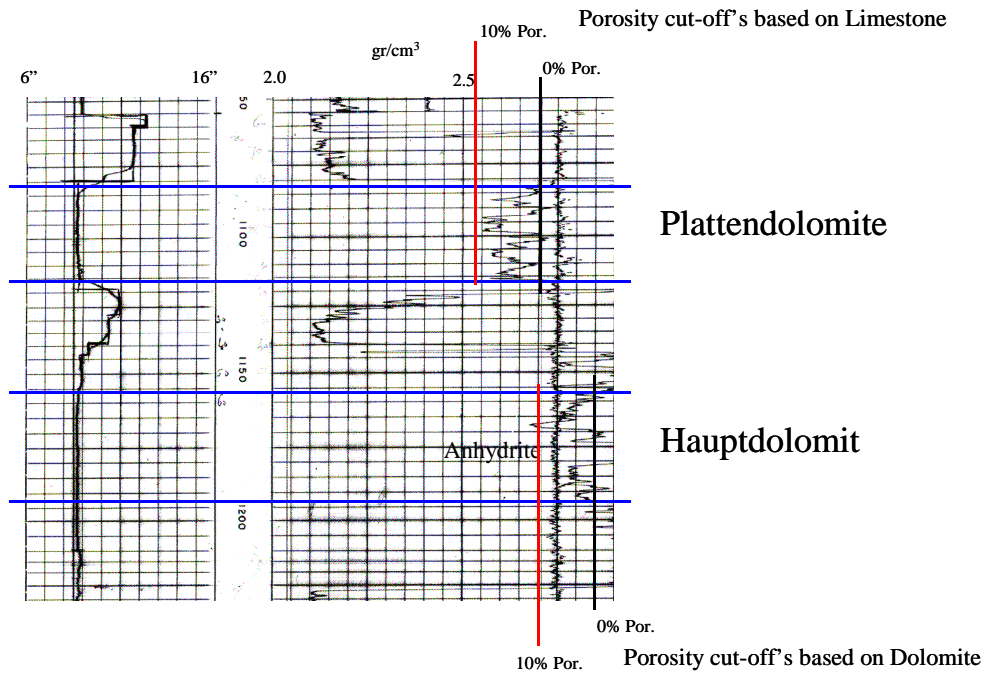 Porosity cut-off’s based on Limestone
10% Por.
gr/cm³
0% Por.
6”
16”
2.0
2.5
50
Plattendolomite
1100
1150
Hauptdolomit
Anhydrite
1200
0% Por.
10% Por.
Porosity cut-off’s based on Dolomite